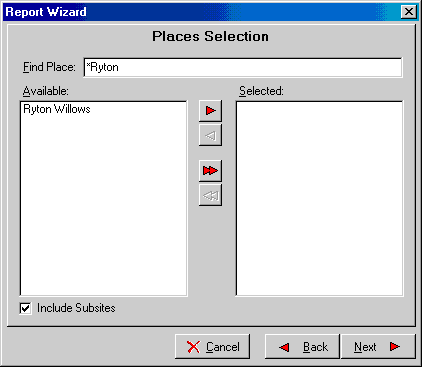 Report Wizard
Places Selection
Find Place: *Ryton
Available: Selected:
Ryton Willows
Include Subsites
Cancel Back Next